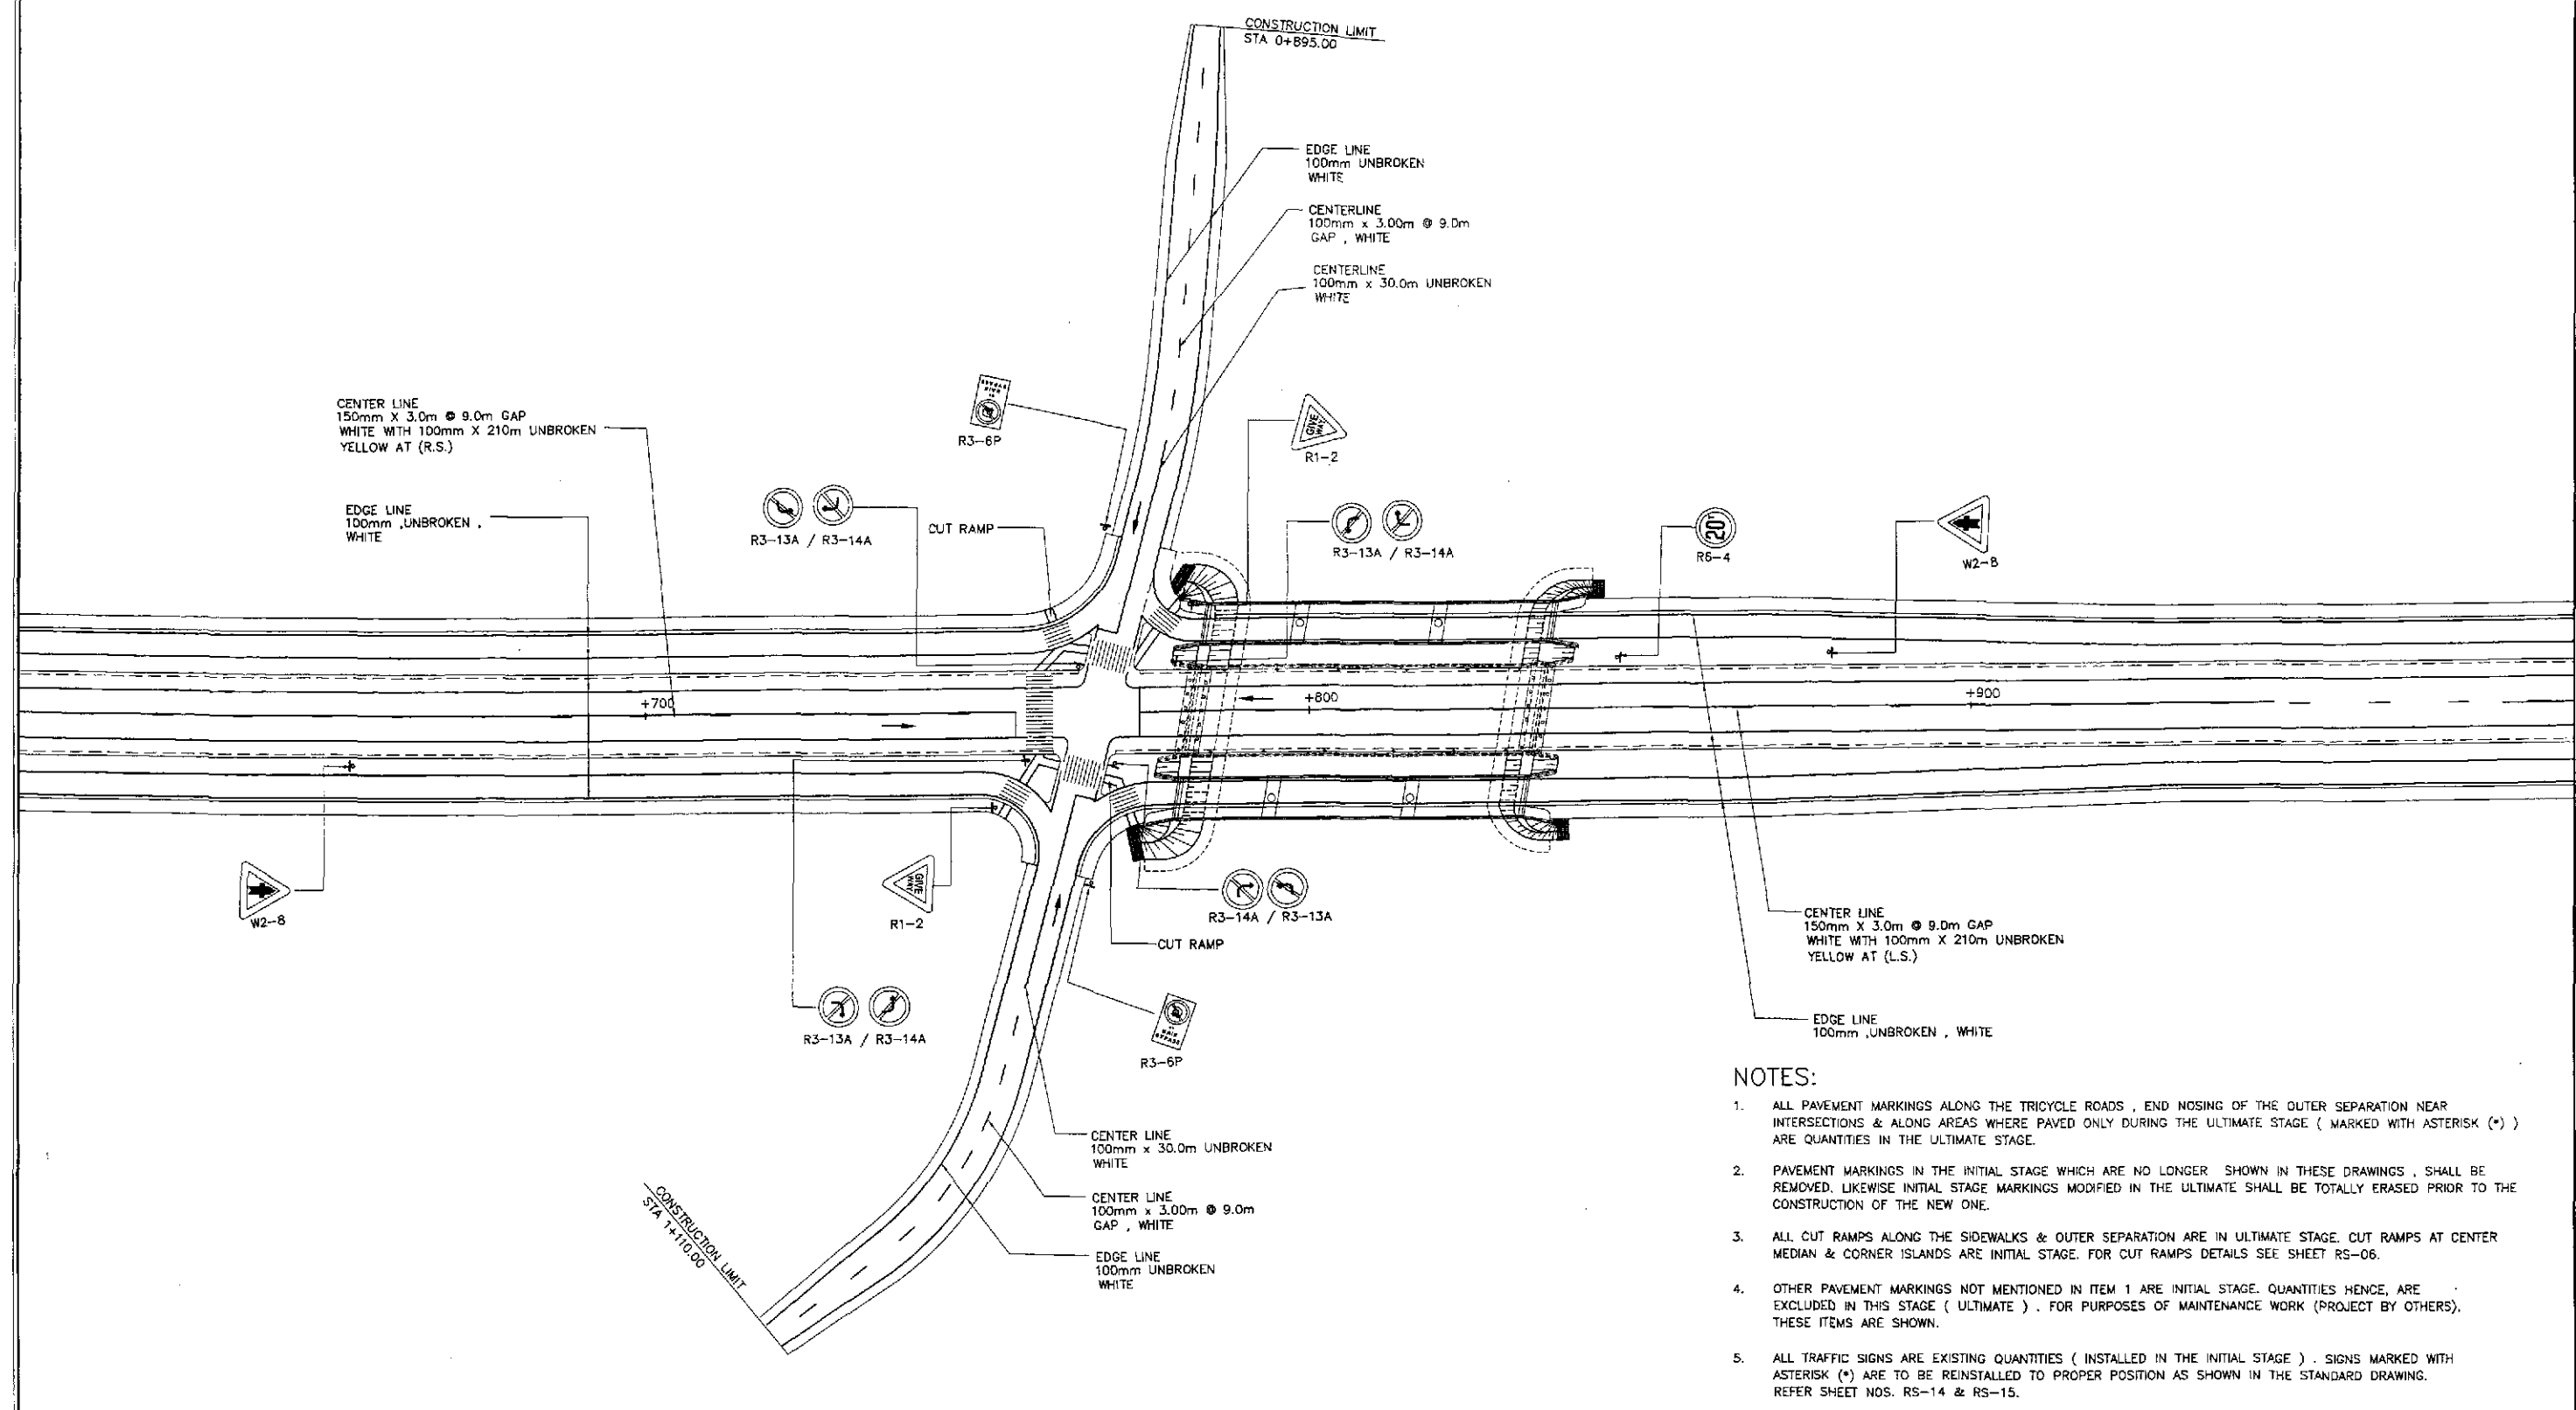 CONSTRUCTION LIMIT
STA 0+895.00
EDGE LINE
100mm UNBROKEN
WHITE
CENTERLINE
100mm x 3.00m @ 9.0m
GAP , WHITE
CENTERLINE
100mm x 30.0m UNBROKEN
WHITE
CENTER LINE
150mm X 3.0m @ 9.0m GAP
WHITE WITH 100mm X 210m UNBROKEN
YELLOW AT (R.S.)
R3-6P
GIVE
WAY
R1-2
EDGE LINE
100mm ,UNBROKEN ,
WHITE
R3-13A / R3-14A
CUT RAMP
R3-13A / R3-14A
20
R6-4
W2-8
+700
+800
+900
W2-8
GIVE
WAY
R1-2
R3-14A / R3-13A
CUT RAMP
CENTER LINE
150mm X 3.0m @ 9.0m GAP
WHITE WITH 100mm X 210m UNBROKEN
YELLOW AT (L.S.)
R3-13A / R3-14A
R3-6P
EDGE LINE
100mm ,UNBROKEN , WHITE
CENTER LINE
100mm x 30.0m UNBROKEN
WHITE
CENTER LINE
100mm x 3.00m @ 9.0m
GAP , WHITE
EDGE LINE
100mm UNBROKEN
WHITE
CONSTRUCTION LIMIT
STA 1+110.00
NOTES:
1. ALL PAVEMENT MARKINGS ALONG THE TRICYCLE ROADS , END NOSING OF THE OUTER SEPARATION NEAR
INTERSECTIONS & ALONG AREAS WHERE PAVED ONLY DURING THE ULTIMATE STAGE ( MARKED WITH ASTERISK (*) )
ARE QUANTITIES IN THE ULTIMATE STAGE.
2. PAVEMENT MARKINGS IN THE INITIAL STAGE WHICH ARE NO LONGER SHOWN IN THESE DRAWINGS , SHALL BE
REMOVED. LIKEWISE INITIAL STAGE MARKINGS MODIFIED IN THE ULTIMATE SHALL BE TOTALLY ERASED PRIOR TO THE
CONSTRUCTION OF THE NEW ONE.
3. ALL CUT RAMPS ALONG THE SIDEWALKS & OUTER SEPARATION ARE IN ULTIMATE STAGE. CUT RAMPS AT CENTER
MEDIAN & CORNER ISLANDS ARE INITIAL STAGE. FOR CUT RAMPS DETAILS SEE SHEET RS-06.
4. OTHER PAVEMENT MARKINGS NOT MENTIONED IN ITEM 1 ARE INITIAL STAGE. QUANTITIES HENCE, ARE
EXCLUDED IN THIS STAGE ( ULTIMATE ) . FOR PURPOSES OF MAINTENANCE WORK (PROJECT BY OTHERS),
THESE ITEMS ARE SHOWN.
5. ALL TRAFFIC SIGNS ARE EXISTING QUANTITIES ( INSTALLED IN THE INITIAL STAGE ) . SIGNS MARKED WITH
ASTERISK (*) ARE TO BE REINSTALLED TO PROPER POSITION AS SHOWN IN THE STANDARD DRAWING.
REFER SHEET NOS. RS-14 & RS-15.